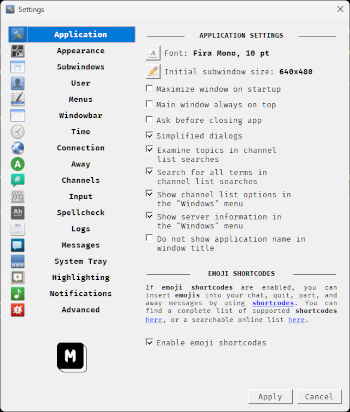 Settings
Application
Appearance
Subwindows
User
Menus
Windowbar
Time
Connection
Away
Channels
Input
Spellcheck
Logs
Messages
System Tray
Highlighting
Notifications
Advanced
M
APPLICATION SETTINGS
Font: Fira Mono, 10 pt
Initial subwindow size: 640x480
Maximize window on startup
Main window always on top
Ask before closing app
Simplified dialogs
Examine topics in channel
list searches
Search for all terms in
channel list searches
Show channel list options in
the "Windows" menu
Show server information in
the "Windows" menu
Do not show application name in
window title
EMOJI SHORTCODES
If emoji shortcodes are enabled, you can
insert emojis into your chat, quit, part, and
away messages by using shortcodes. You can
find a complete list of supported shortcodes
here, or a searchable online list here.
Enable emoji shortcodes
Apply
Cancel